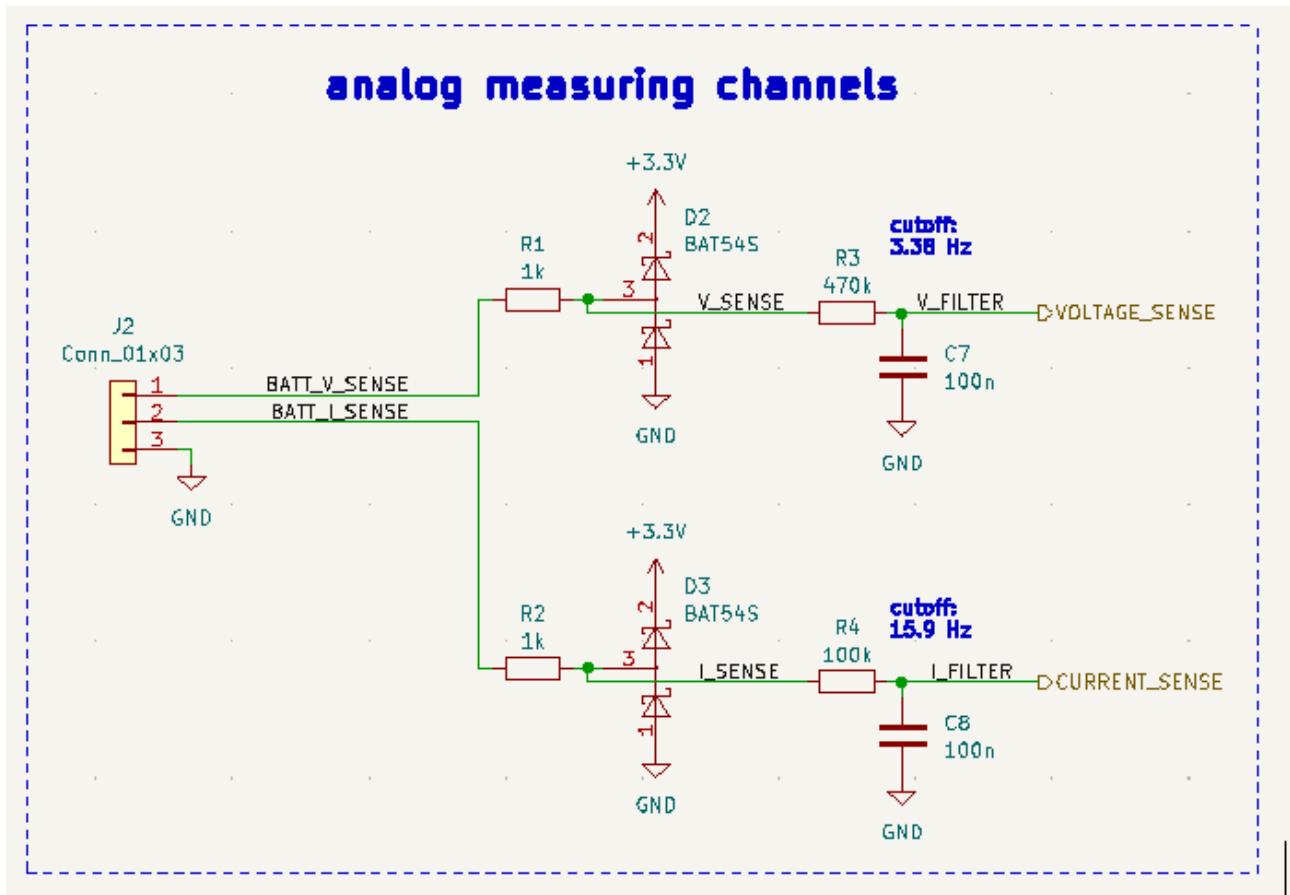 analog measuring channels
+3.3V
D2
BAT54S
2
3
1
GND
R1
1k
V_SENSE
cutoff:
3.38 Hz
R3
470k
V_FILTER
VOLTAGE_SENSE
C7
100n
GND
J2
Conn_01x03
1
2
3
BATT_V_SENSE
BATT_I_SENSE
GND
+3.3V
D3
BAT54S
2
3
1
GND
R2
1k
I_SENSE
cutoff:
15.9 Hz
R4
100k
I_FILTER
CURRENT_SENSE
C8
100n
GND